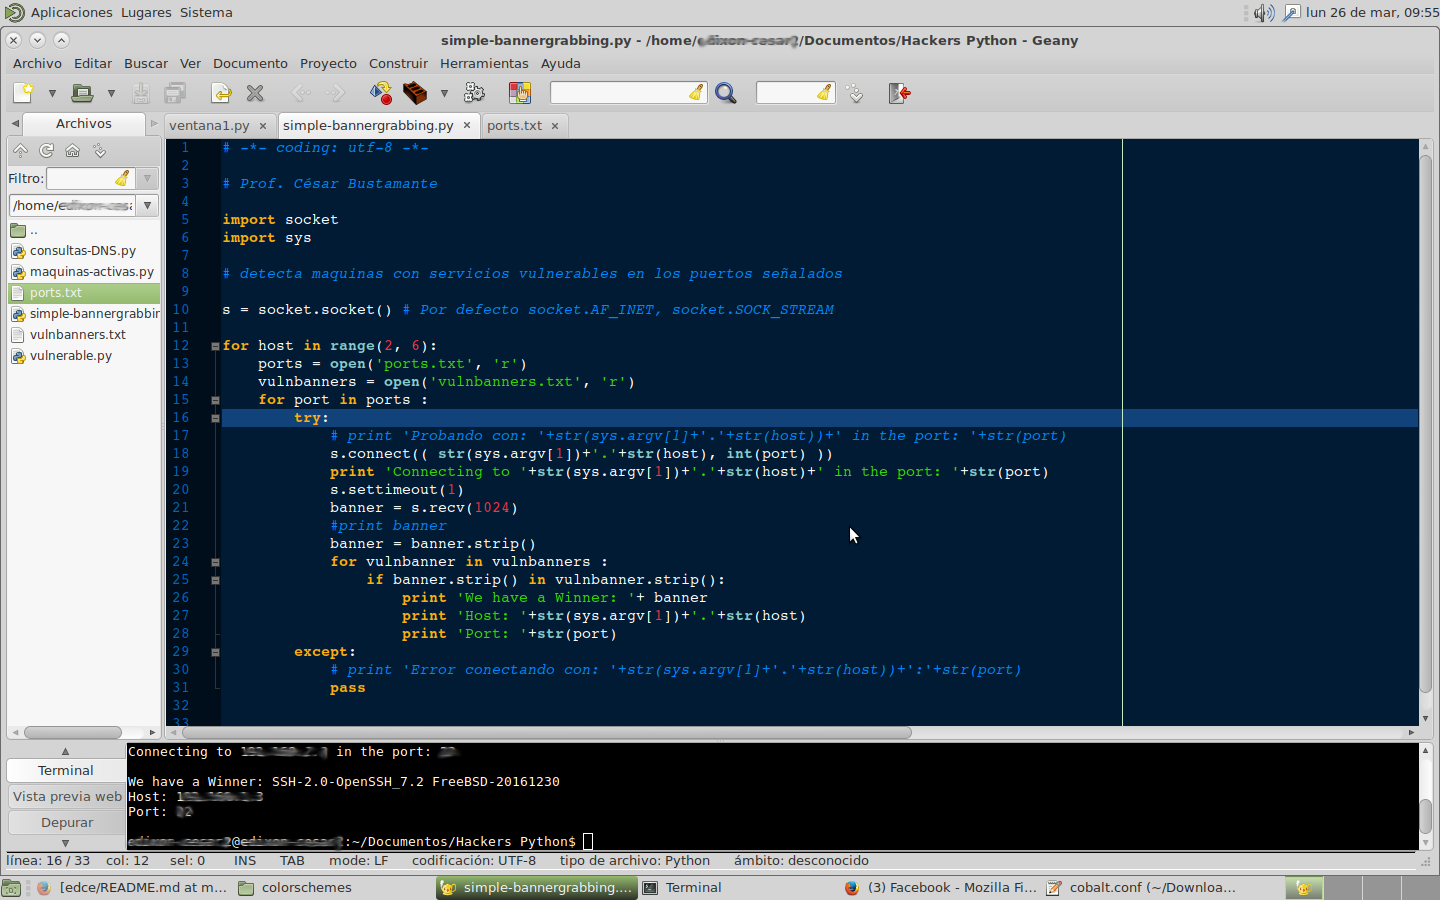 Aplicaciones Lugares Sistema
lun 26 de mar, 09:55
simple-bannergrabbing.py - /home/ /Documentos/Hackers Python - Geany
Archivo Editar Buscar Ver Documento Proyecto Construir Herramientas Ayuda
Archivos
ventana1.py
simple-bannergrabbing.py
ports.txt
Filtro:
/home/
..
consultas-DNS.py
maquinas-activas.py
ports.txt
simple-bannergrabbin
vulnbanners.txt
vulnerable.py
1 # -*- coding: utf-8 -*-
2
3 # Prof. César Bustamante
4
5 import socket
6 import sys
7
8 # detecta maquinas con servicios vulnerables en los puertos señalados
9
10 s = socket.socket() # Por defecto socket.AF_INET, socket.SOCK_STREAM
11
12 for host in range(2, 6):
13 ports = open('ports.txt', 'r')
14 vulnbanners = open('vulnbanners.txt', 'r')
15 for port in ports :
16 try:
17 # print 'Probando con: '+str(sys.argv[1]+'.'+str(host))+' in the port: '+str(port)
18 s.connect(( str(sys.argv[1])+'.'+str(host), int(port) ))
19 print 'Connecting to '+str(sys.argv[1])+'.'+str(host)+' in the port: '+str(port)
20 s.settimeout(1)
21 banner = s.recv(1024)
22 #print banner
23 banner = banner.strip()
24 for vulnbanner in vulnbanners :
25 if banner.strip() in vulnbanner.strip():
26 print 'We have a Winner: '+ banner
27 print 'Host: '+str(sys.argv[1])+'.'+str(host)
28 print 'Port: '+str(port)
29 except:
30 # print 'Error conectando con: '+str(sys.argv[1]+'.'+str(host))+':'+str(port)
31 pass
32
33
Terminal
Vista previa web
Depurar
Connecting to in the port:
We have a Winner: SSH-2.0-OpenSSH_7.2 FreeBSD-20161230
Host:
Port:
@ :~/Documentos/Hackers Python$
línea: 16 / 33 col: 12 sel: 0 INS TAB mode: LF codificación: UTF-8 tipo de archivo: Python ámbito: desconocido
[edce/README.md at m...
colorschemes
simple-bannergrabbing....
Terminal
(3) Facebook - Mozilla Fi...
cobalt.conf (~/Downloa...